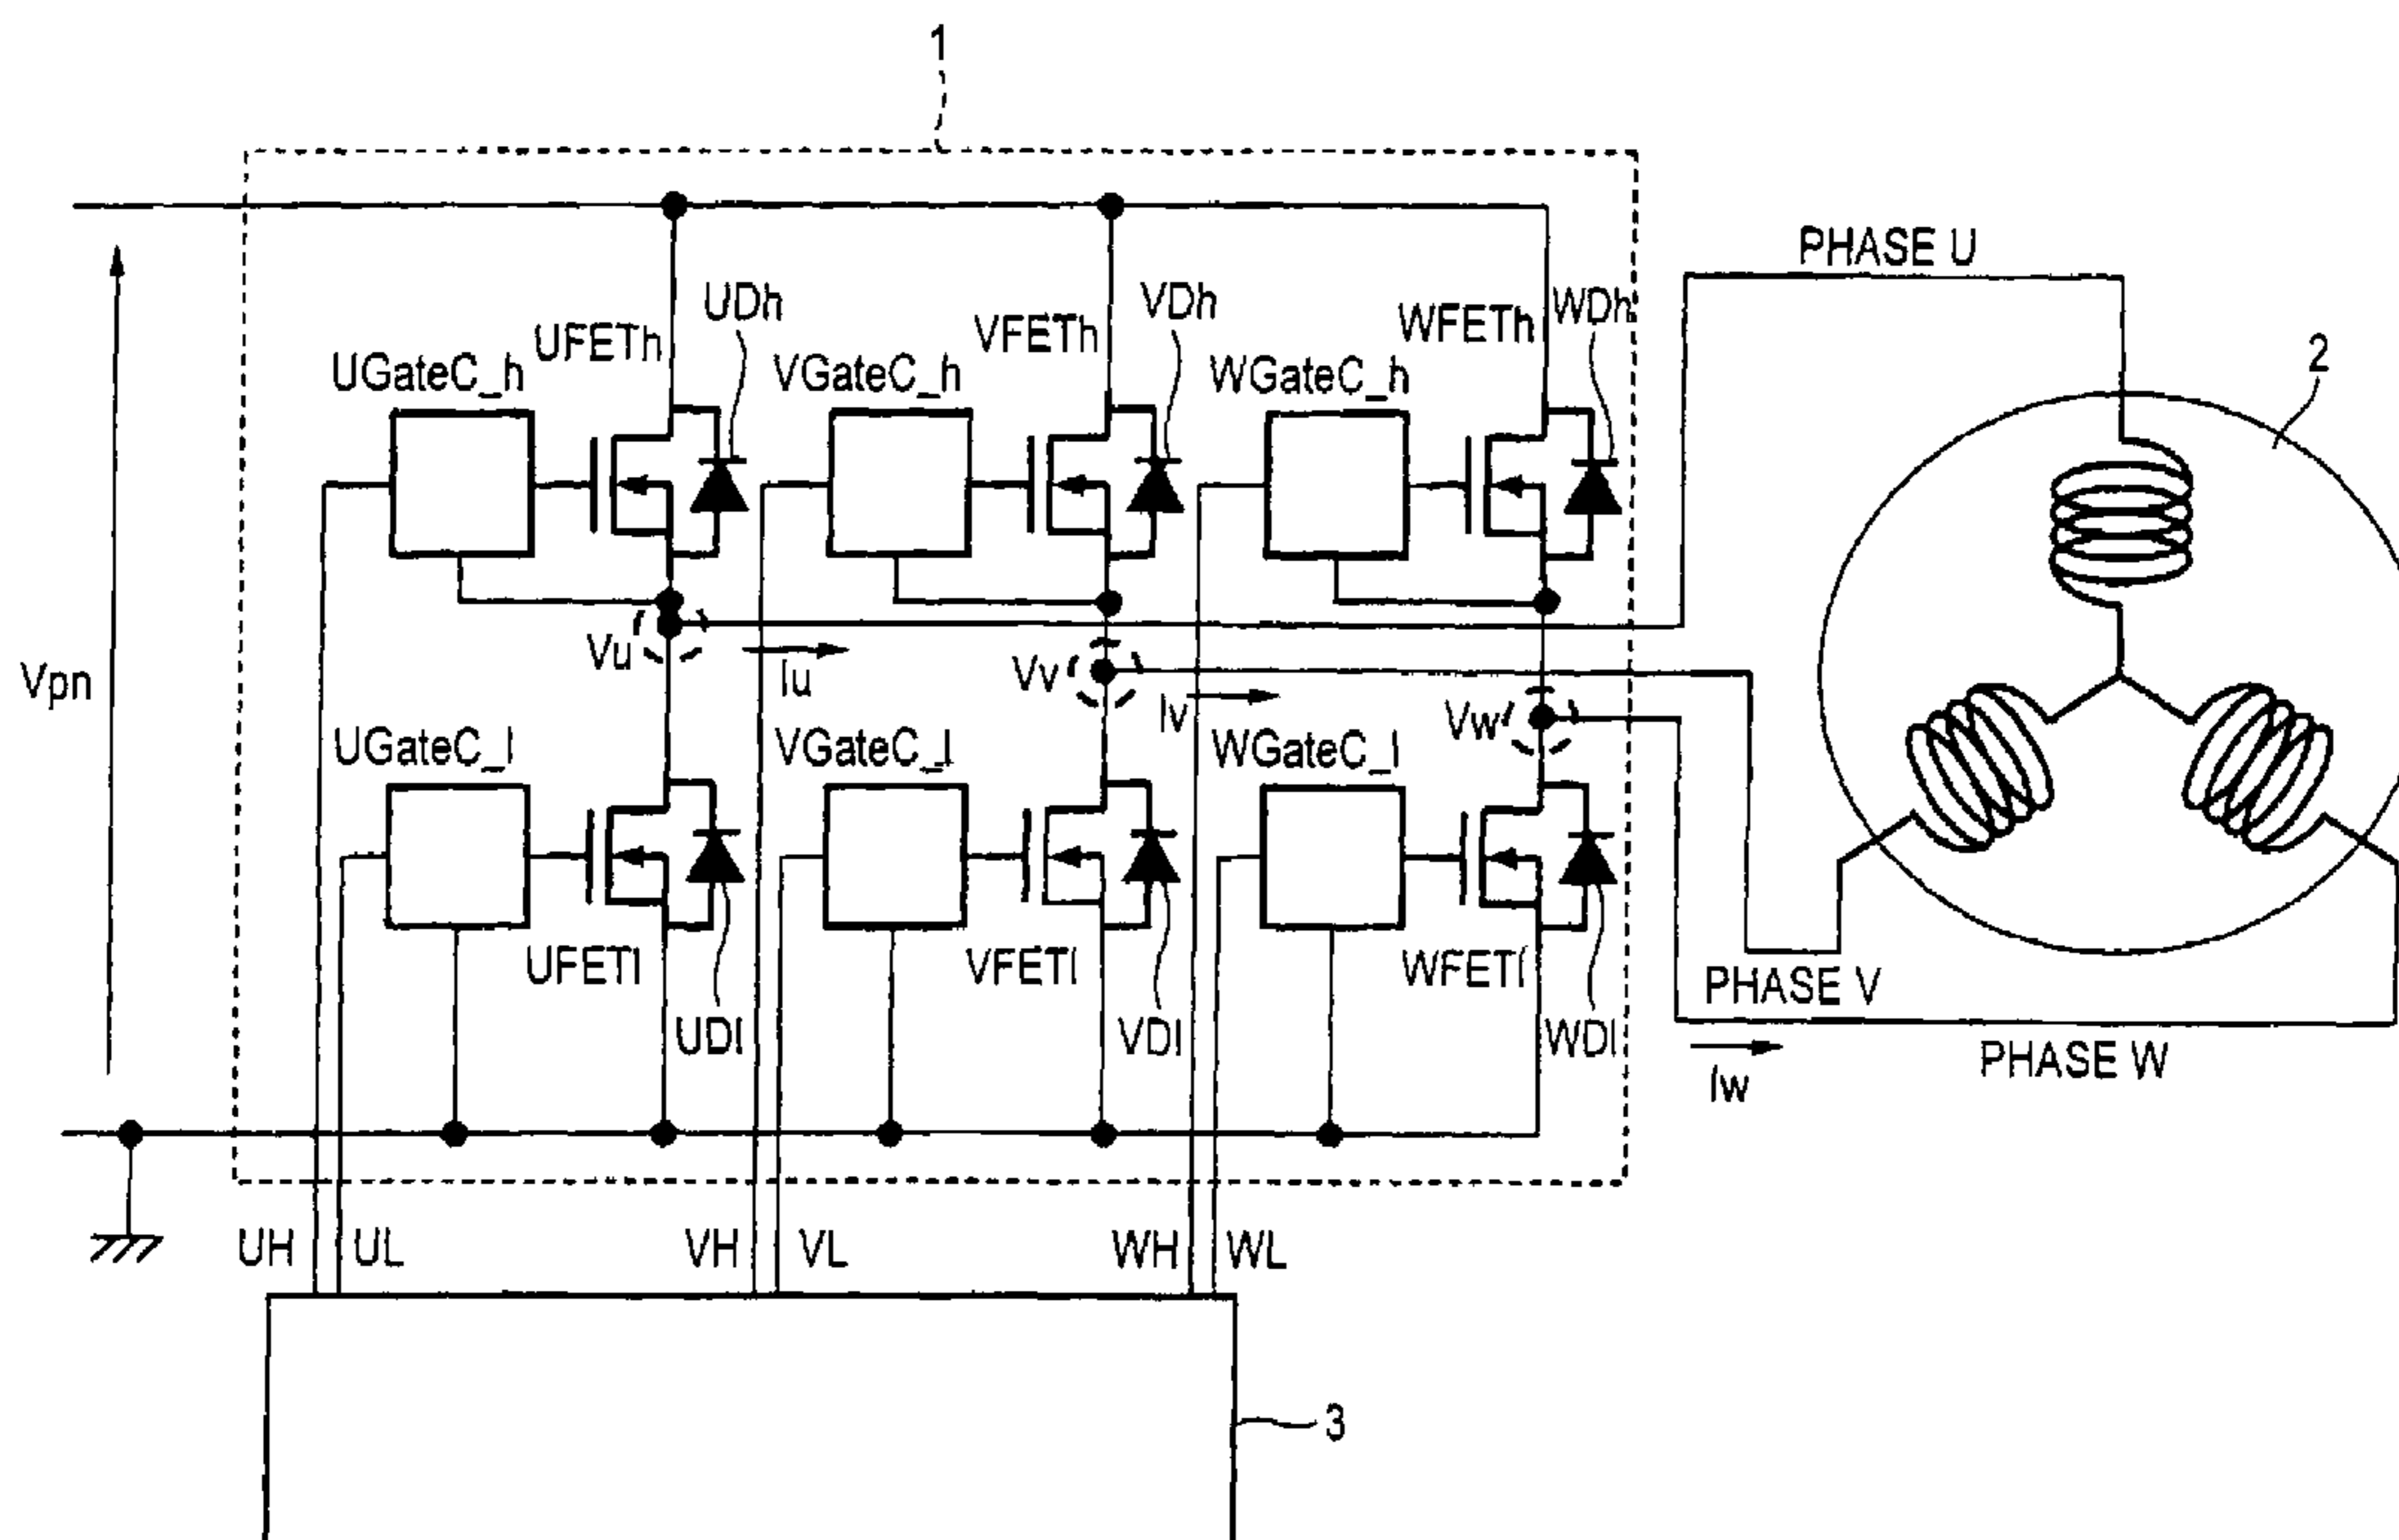 1
PHASE U
UDh
VDh
WDh
UFETh
VFETh
WFETh
2
UGateC_h
VGateC_h
WGateC_h
Vpn
Vu
Iu
Vv
Iv
Vw
UGateC_l
VGateC_l
WGateC_l
UFETl
VFETl
WFETl
PHASE V
UDl
VDl
WDl
PHASE W
Iw
UH
UL
VH
VL
WH
WL
3